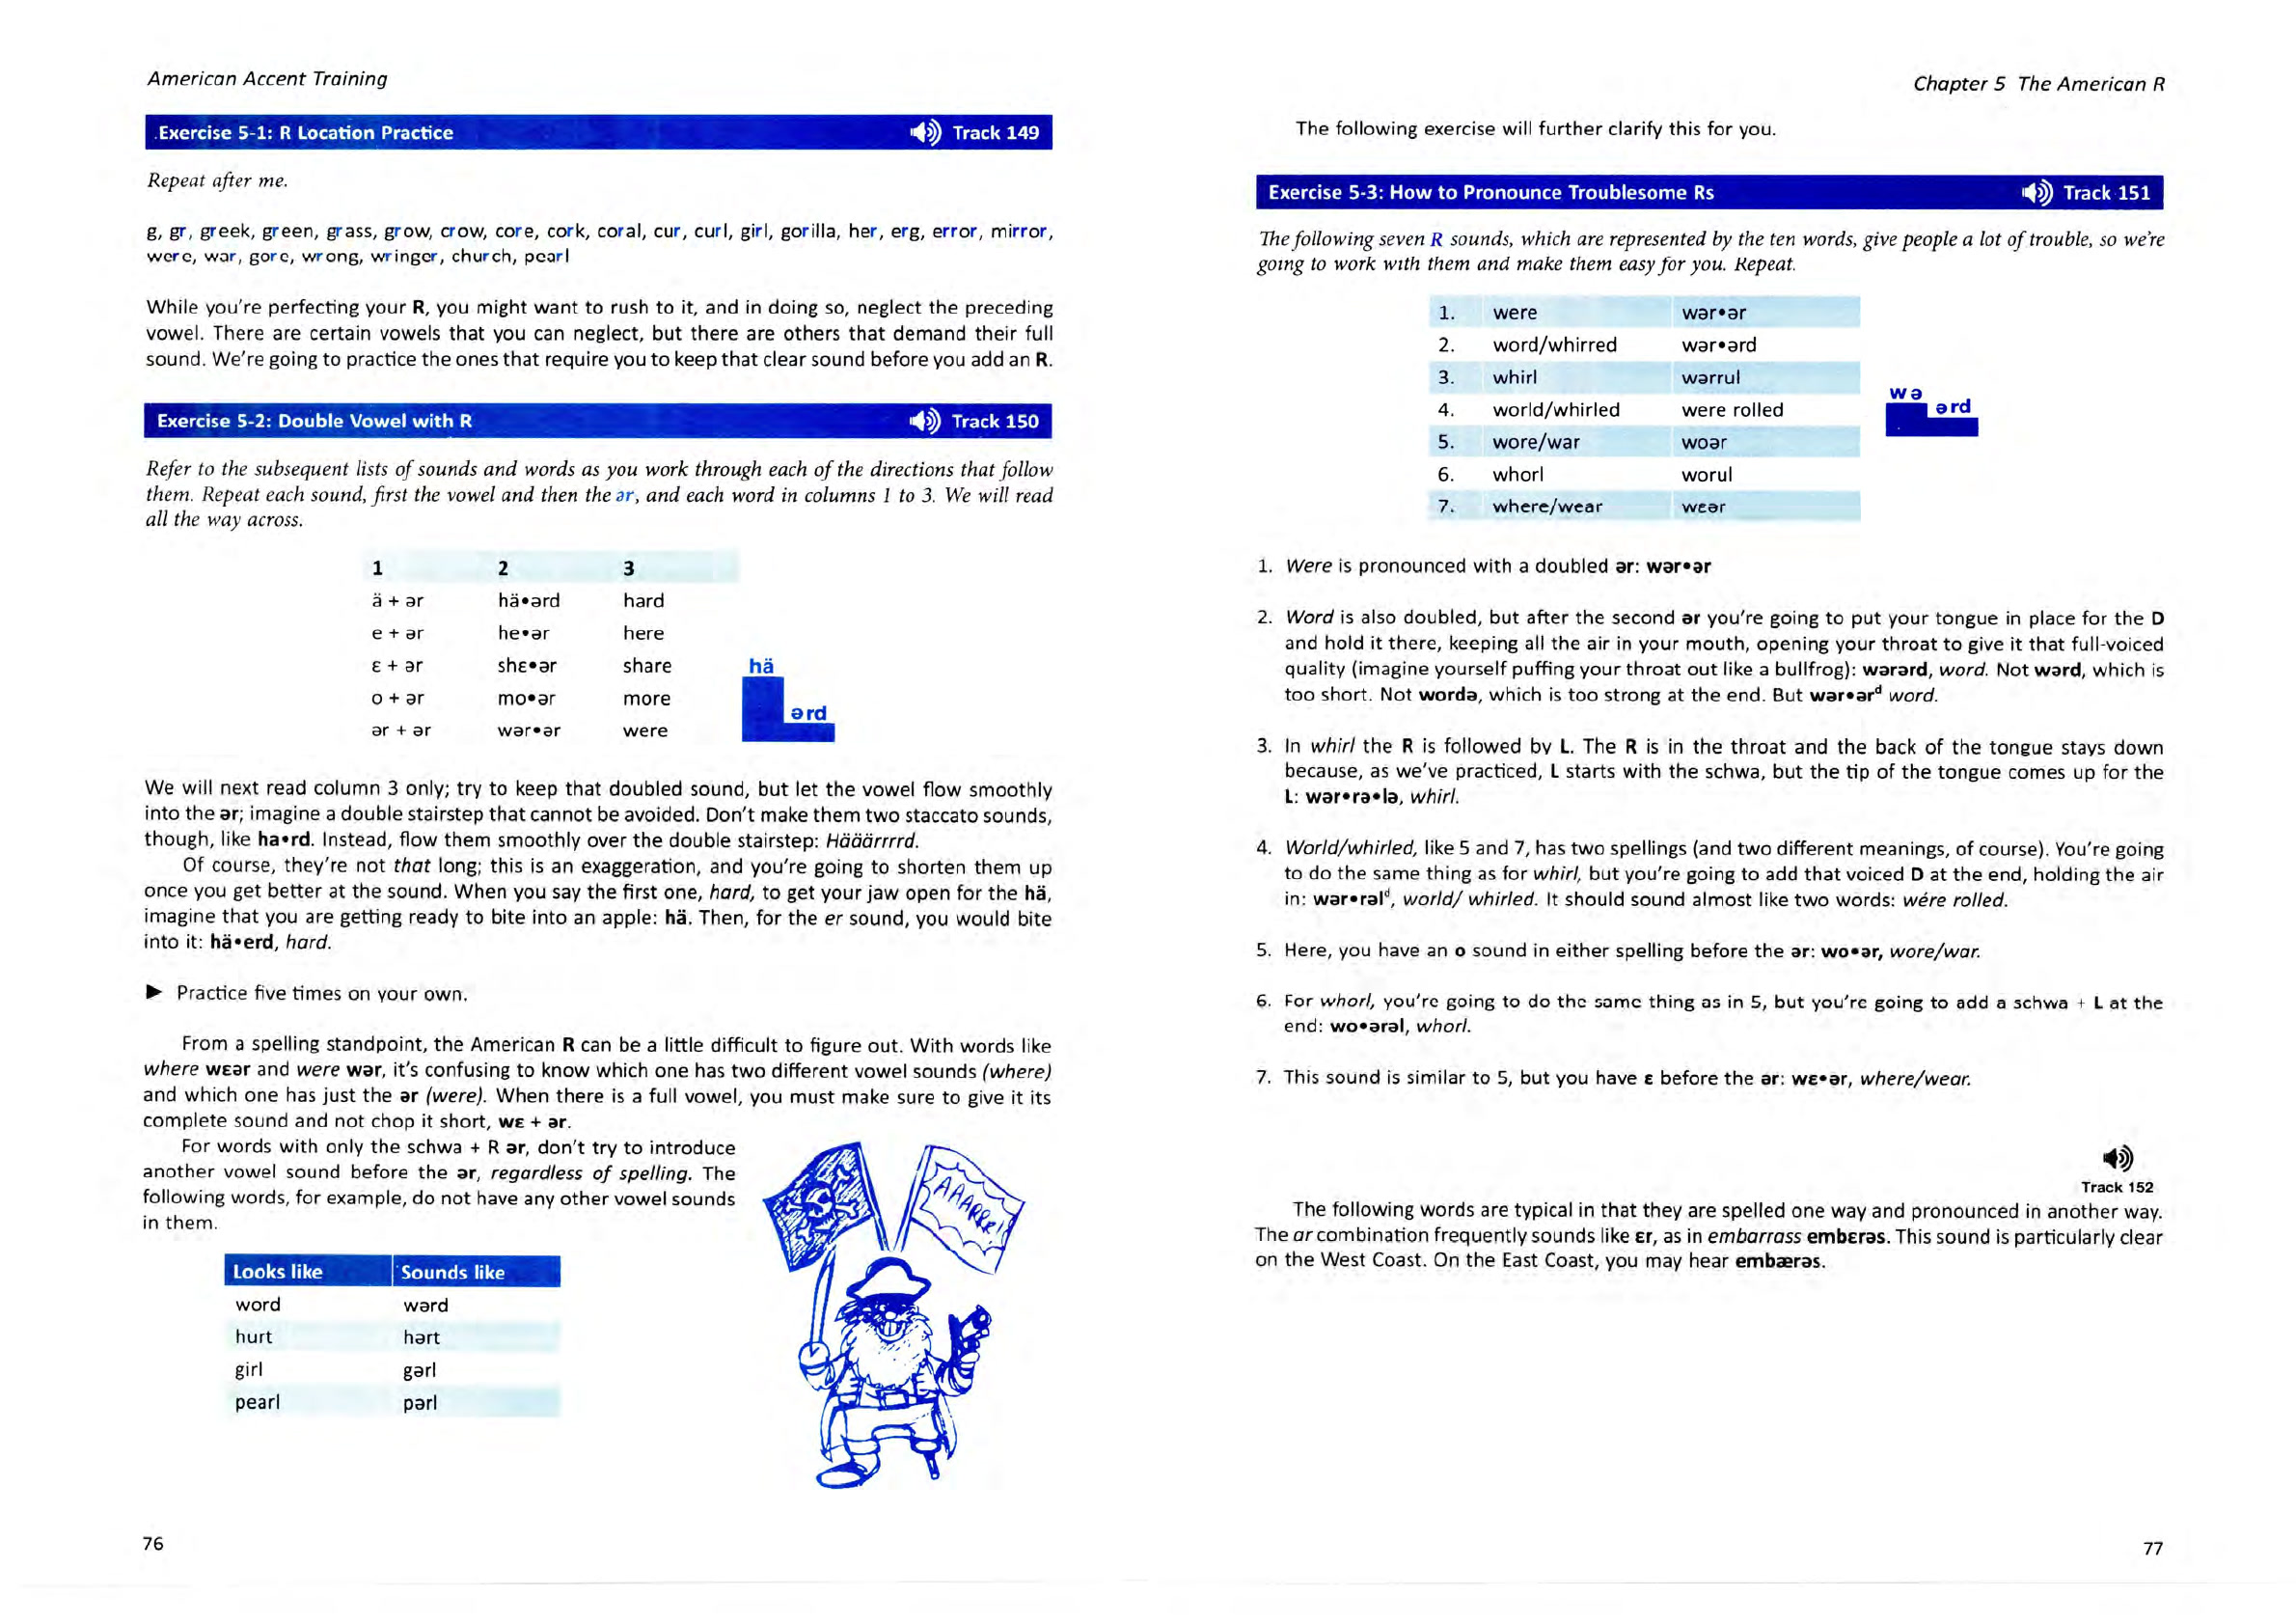 American Accent Training
Exercise 5-1: R Location Practice
Track 149
Repeat after me.
g, gr, greek, green, grass, grow, crow, core, cork, coral, cur, curl, girl, gorilla, her, erg, error, mirror,
were, war, gore, wrong, wringer, church, pearl
While you're perfecting your R, you might want to rush to it, and in doing so, neglect the preceding
vowel. There are certain vowels that you can neglect, but there are others that demand their full
sound. We're going to practice the ones that require you to keep that clear sound before you add an R.
Exercise 5-2: Double Vowel with R
Track 150
Refer to the subsequent lists of sounds and words as you work through each of the directions that follow
them. Repeat each sound, first the vowel and then the ər, and each word in columns 1 to 3. We will read
all the way across.
1 2 3
ä + ər hä•ərd hard
e + ər he•ər here
ε + ər shε•ər share
o + ər mo•ər more
ər + ər wər•ər were
hä
ərd
We will next read column 3 only; try to keep that doubled sound, but let the vowel flow smoothly
into the ər; imagine a double stairstep that cannot be avoided. Don't make them two staccato sounds,
though, like ha•rd. Instead, flow them smoothly over the double stairstep: Hääärrrrd.
Of course, they're not that long; this is an exaggeration, and you're going to shorten them up
once you get better at the sound. When you say the first one, hard, to get your jaw open for the hä,
imagine that you are getting ready to bite into an apple: hä. Then, for the er sound, you would bite
into it: hä•erd, hard.
► Practice five times on your own.
From a spelling standpoint, the American R can be a little difficult to figure out. With words like
where wεər and were wər, it's confusing to know which one has two different vowel sounds (where)
and which one has just the ər (were). When there is a full vowel, you must make sure to give it its
complete sound and not chop it short, wε + ər.
For words with only the schwa + R ər, don't try to introduce
another vowel sound before the ər, regardless of spelling. The
following words, for example, do not have any other vowel sounds
in them.
Looks like Sounds like
word wərd
hurt hərt
girl gərl
pearl pərl
AAARRe!!
76
Chapter 5 The American R
The following exercise will further clarify this for you.
Exercise 5-3: How to Pronounce Troublesome Rs
Track 151
The following seven R sounds, which are represented by the ten words, give people a lot of trouble, so we're
going to work with them and make them easy for you. Repeat.
1. were wər•ər
2. word/whirred wər•ərd
3. whirl wərrul
4. world/whirled were rolled
5. wore/war woər
6. whorl worul
7. where/wear wεər
wə
ərd
1. Were is pronounced with a doubled ər: wər•ər
2. Word is also doubled, but after the second ər you're going to put your tongue in place for the D
and hold it there, keeping all the air in your mouth, opening your throat to give it that full-voiced
quality (imagine yourself puffing your throat out like a bullfrog): wərərd, word. Not wərd, which is
too short. Not wordə, which is too strong at the end. But wər•ərᵈ word.
3. In whirl the R is followed by L. The R is in the throat and the back of the tongue stays down
because, as we've practiced, L starts with the schwa, but the tip of the tongue comes up for the
L: wər•rə•lə, whirl.
4. World/whirled, like 5 and 7, has two spellings (and two different meanings, of course). You're going
to do the same thing as for whirl, but you're going to add that voiced D at the end, holding the air
in: wər•rəlᵈ, world/ whirled. It should sound almost like two words: wére rolled.
5. Here, you have an o sound in either spelling before the ər: wo•ər, wore/war.
6. For whorl, you're going to do the same thing as in 5, but you're going to add a schwa + L at the
end: wo•ərəl, whorl.
7. This sound is similar to 5, but you have ε before the ər: wε•ər, where/wear.
Track 152
The following words are typical in that they are spelled one way and pronounced in another way.
The ar combination frequently sounds like εr, as in embarrass embεrəs. This sound is particularly clear
on the West Coast. On the East Coast, you may hear embærəs.
77